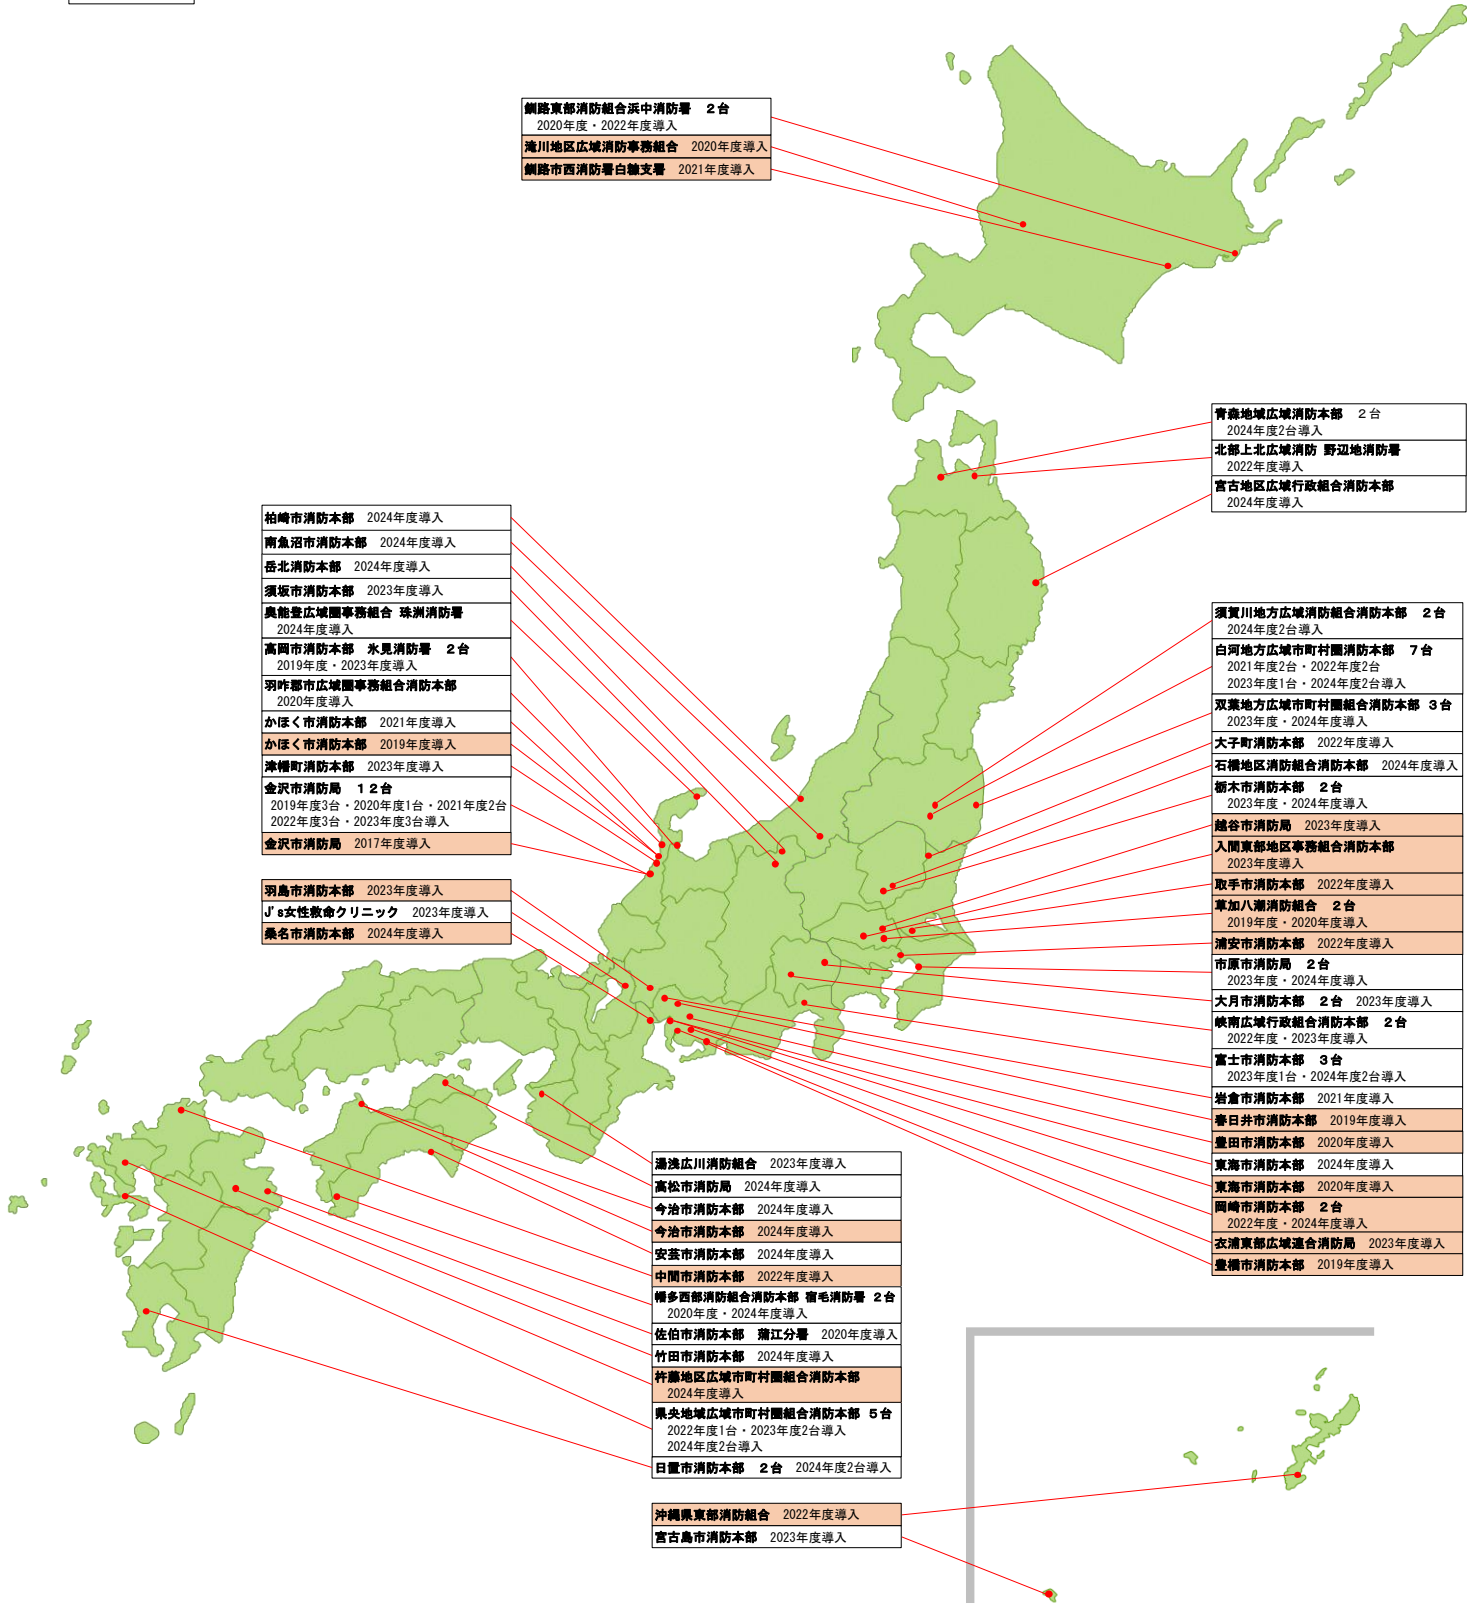 釧路東部消防組合浜中消防署　２台
2020年度・2022年度導入
滝川地区広域消防事務組合　2020年度導入
釧路市西消防署白糠支署　2021年度導入
青森地域広域消防本部　２台
2024年度2台導入
北部上北広域消防 野辺地消防署
2022年度導入
宮古地区広域行政組合消防本部
2024年度導入
柏崎市消防本部　2024年度導入
南魚沼市消防本部　2024年度導入
岳北消防本部　2024年度導入
須坂市消防本部　2023年度導入
奥能登広域圏事務組合 珠洲消防署
2024年度導入
高岡市消防本部　氷見消防署　２台
2019年度・2023年度導入
羽咋郡市広域圏事務組合消防本部
2020年度導入
かほく市消防本部　2021年度導入
かほく市消防本部　2019年度導入
津幡町消防本部　2023年度導入
金沢市消防局　１２台
2019年度3台・2020年度1台・2021年度2台
2022年度3台・2023年度3台導入
金沢市消防局　2017年度導入
羽島市消防本部　2023年度導入
J's女性救命クリニック　2023年度導入
桑名市消防本部　2024年度導入
須賀川地方広域消防組合消防本部　２台
2024年度2台導入
白河地方広域市町村圏消防本部　７台
2021年度2台・2022年度2台
2023年度1台・2024年度2台導入
双葉地方広域市町村圏組合消防本部 ３台
2023年度・2024年度導入
大子町消防本部　2022年度導入
石橋地区消防組合消防本部　2024年度導入
栃木市消防本部　２台
2023年度・2024年度導入
越谷市消防局　2023年度導入
入間東部地区事務組合消防本部
2023年度導入
取手市消防本部　2022年度導入
草加八潮消防組合　２台
2019年度・2020年度導入
浦安市消防本部　2022年度導入
市原市消防局　２台
2023年度・2024年度導入
大月市消防本部　２台　2023年度導入
峡南広域行政組合消防本部　２台
2022年度・2023年度導入
富士市消防本部　３台
2023年度1台・2024年度2台導入
岩倉市消防本部　2021年度導入
春日井市消防本部　2019年度導入
豊田市消防本部　2020年度導入
東海市消防本部　2024年度導入
東海市消防本部　2020年度導入
岡崎市消防本部　２台
2022年度・2024年度導入
衣浦東部広域連合消防局　2023年度導入
豊橋市消防本部　2019年度導入
湯浅広川消防組合　2023年度導入
高松市消防局　2024年度導入
今治市消防本部　2024年度導入
今治市消防本部　2024年度導入
安芸市消防本部　2024年度導入
中間市消防本部　2022年度導入
幡多西部消防組合消防本部 宿毛消防署 ２台
2020年度・2024年度導入
佐伯市消防本部　蒲江分署　2020年度導入
竹田市消防本部　2024年度導入
杵藤地区広域市町村圏組合消防本部
2024年度導入
県央地域広域市町村圏組合消防本部 ５台
2022年度1台・2023年度2台導入
2024年度2台導入
日置市消防本部　２台　2024年度2台導入
沖縄県東部消防組合　2022年度導入
宮古島市消防本部　2023年度導入